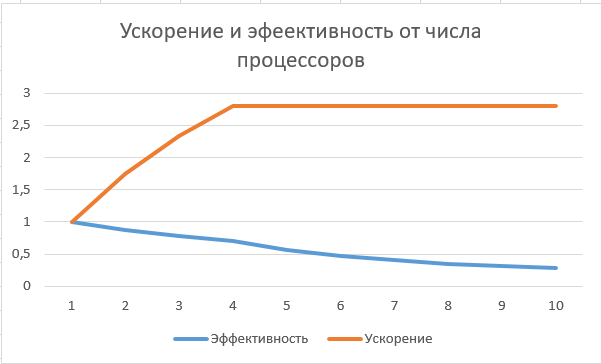 Ускорение и эфеективность от числа
процессоров
3
2,5
2
1,5
1
0,5
0
1 2 3 4 5 6 7 8 9 10
Эффективность Ускорение